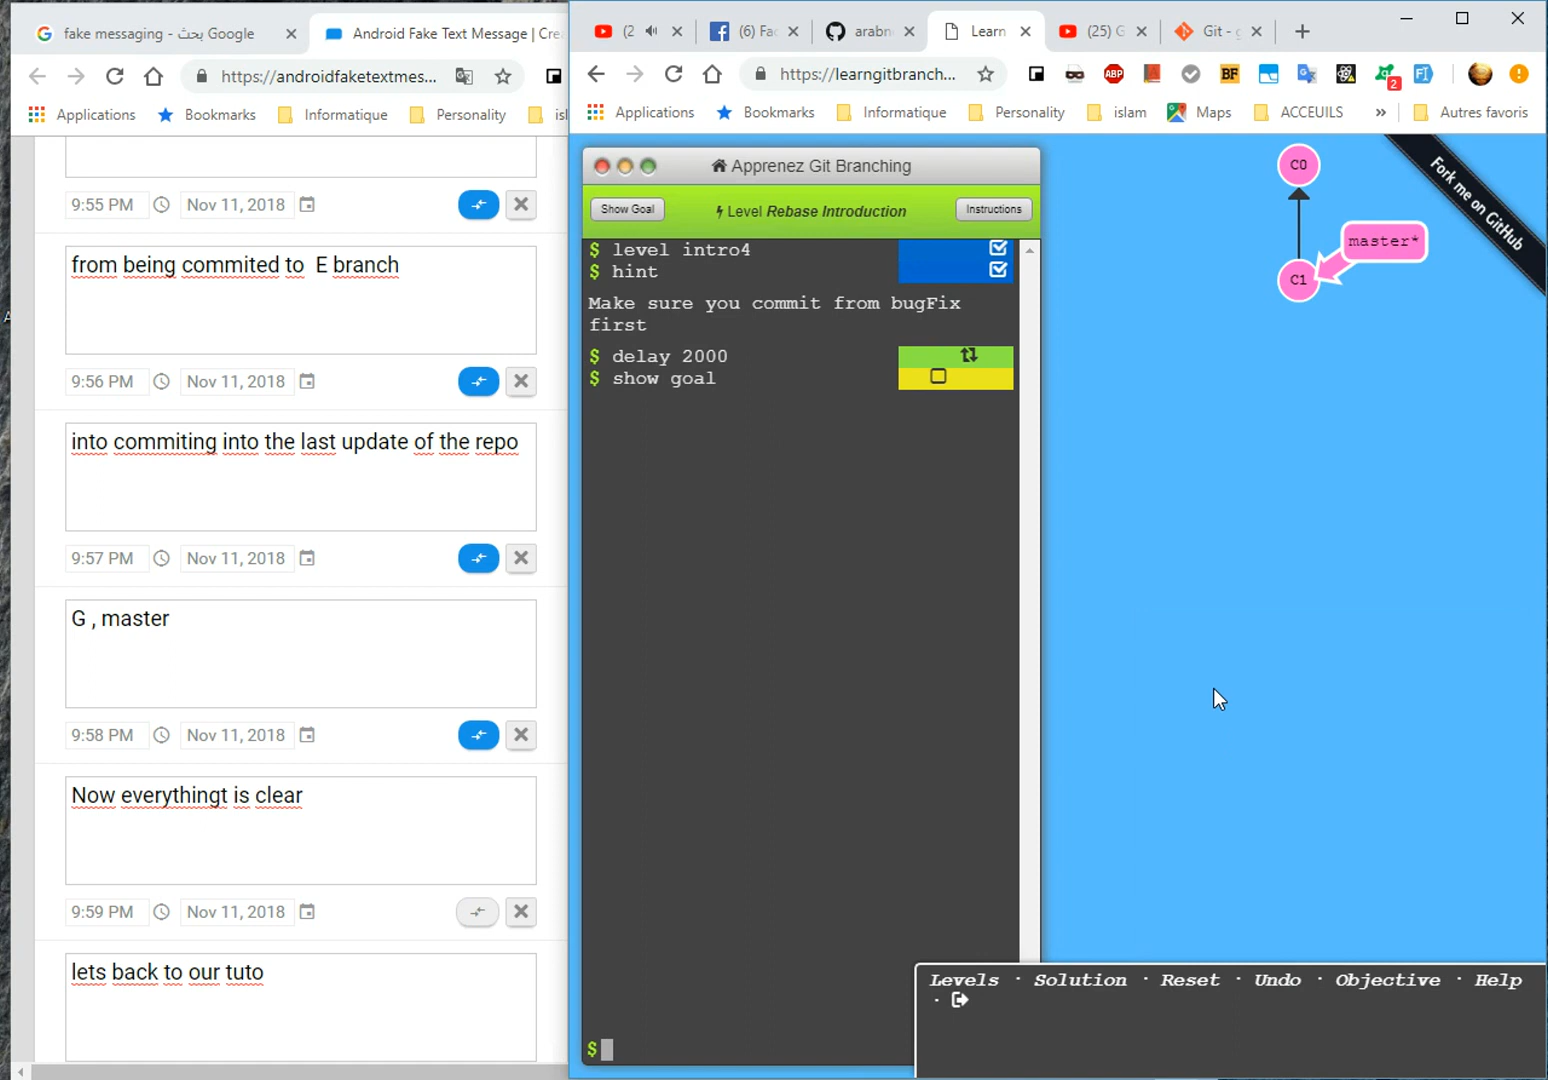 fake messaging - بحث Google
Android Fake Text Message | Cre
https://androidfaketextmes...
Applications
Bookmarks
Informatique
Personality
isl
9:55 PM
Nov 11, 2018
from being commited to  E branch
9:56 PM
Nov 11, 2018
into commiting into the last update of the repo
9:57 PM
Nov 11, 2018
G , master
9:58 PM
Nov 11, 2018
Now everythingt is clear
9:59 PM
Nov 11, 2018
lets back to our tuto
(2
(6) Fac
arabn
Learn
(25) G
Git - g
https://learngitbranch...
ABP
BF
2
Applications
Bookmarks
Informatique
Personality
islam
Maps
ACCEUILS
»
Autres favoris
Apprenez Git Branching
Show Goal
Level Rebase Introduction
Instructions
$ level intro4
$ hint
Make sure you commit from bugFix
first
$ delay 2000
$ show goal
$
C0
master*
C1
Fork me on GitHub
Levels · Solution · Reset · Undo · Objective · Help
·